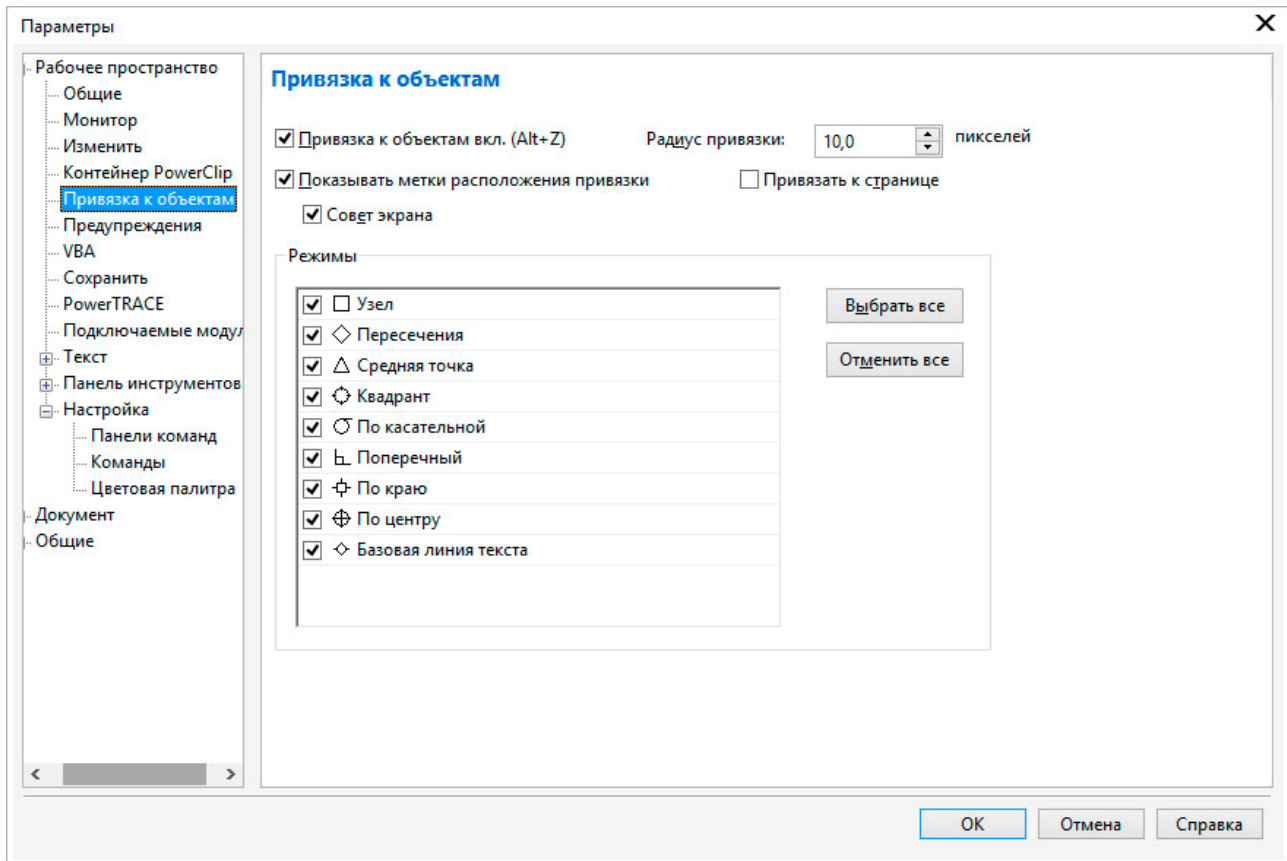 Параметры
Рабочее пространство
Общие
Монитор
Изменить
Контейнер PowerClip
Привязка к объектам
Предупреждения
VBA
Сохранить
PowerTRACE
Подключаемые модул
Текст
Панель инструментов
Настройка
Панели команд
Команды
Цветовая палитра
Документ
Общие
Привязка к объектам
Привязка к объектам вкл. (Alt+Z) Радиус привязки: 10,0 пикселей
Показывать метки расположения привязки Привязать к странице
Совет экрана
Режимы
Узел
Пересечения
Средняя точка
Квадрант
По касательной
Поперечный
По краю
По центру
Базовая линия текста
Выбрать все
Отменить все
OK Отмена Справка